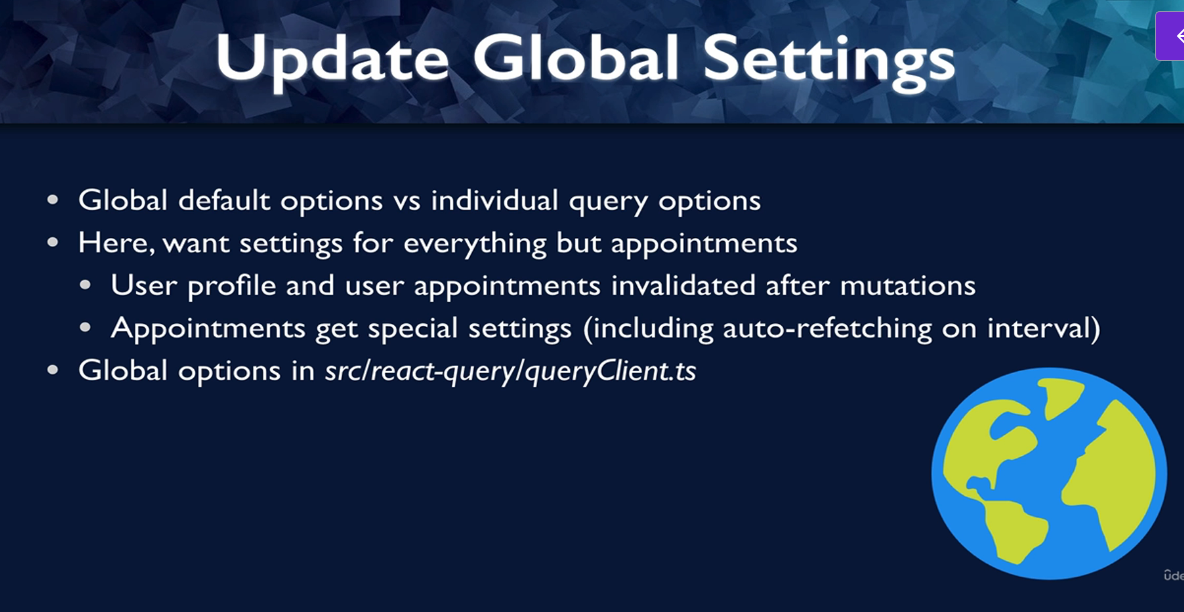 Update Global Settings
• Global default options vs individual query options
• Here, want settings for everything but appointments
• User profile and user appointments invalidated after mutations
• Appointments get special settings (including auto-refetching on interval)
• Global options in src/react-query/queryClient.ts